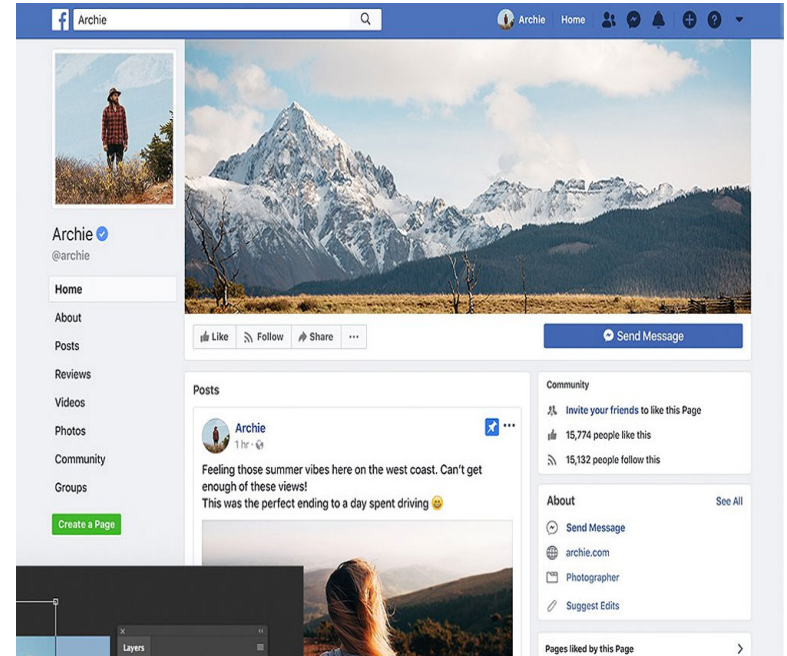 f
Archie
Archie
Home
Archie
@archie
Home
About
Posts
Reviews
Videos
Photos
Community
Groups
Create a Page
Like
Follow
Share
Send Message
Posts
Archie
1 hr
Feeling those summer vibes here on the west coast. Can't get
enough of these views!
This was the perfect ending to a day spent driving 😀
Community
Invite your friends to like this Page
15,774 people like this
15,132 people follow this
About
See All
Send Message
archie.com
Photographer
Suggest Edits
Pages liked by this Page
Layers